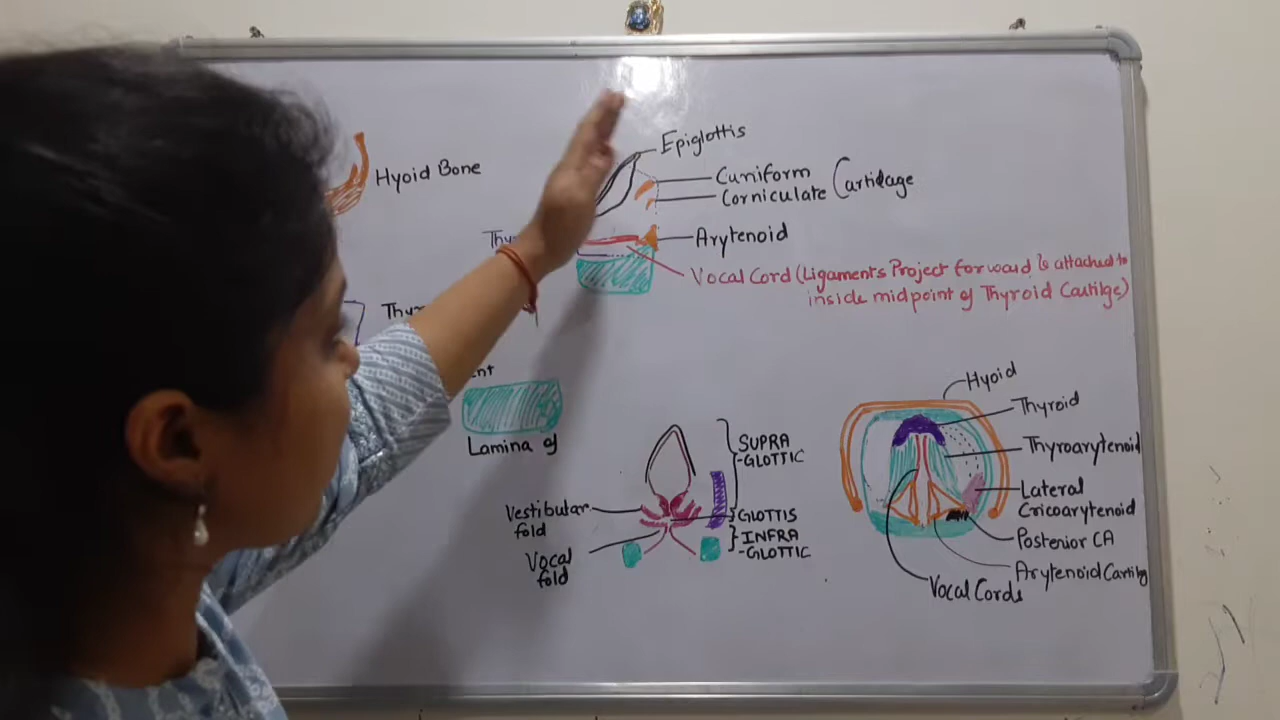 Hyoid Bone
Epiglottis
Cuniform
Corniculate
Cartidage
Arytenoid
Vocal Cord (Ligaments Project forward & attached to
inside midpoint of Thyroid Cartilge)
Lamina of
SUPRA
-GLOTTIC
Vestibular
fold
GLOTTIS
INFRA
-GLOTTIC
Vocal
fold
Hyoid
Thyroid
Thyroarytenoid
Lateral
Cricoarytenoid
Posterior CA
Arytenoid Cartilg
Vocal Cords